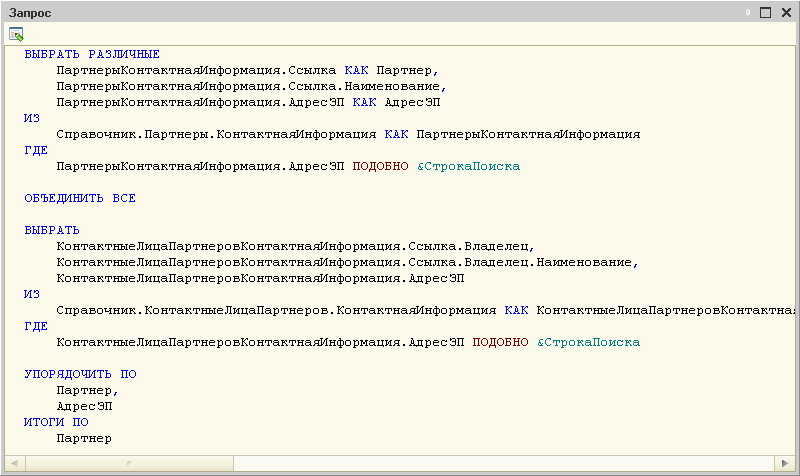 Запрос
ВЫБРАТЬ РАЗЛИЧНЫЕ
ПартнерыКонтактнаяИнформация.Ссылка КАК Партнер,
ПартнерыКонтактнаяИнформация.Ссылка.Наименование,
ПартнерыКонтактнаяИнформация.АдресЭП КАК АдресЭП
ИЗ
Справочник.Партнеры.КонтактнаяИнформация КАК ПартнерыКонтактнаяИнформация
ГДЕ
ПартнерыКонтактнаяИнформация.АдресЭП ПОДОБНО &СтрокаПоиска
ОБЪЕДИНИТЬ ВСЕ
ВЫБРАТЬ
КонтактныеЛицаПартнеровКонтактнаяИнформация.Ссылка.Владелец,
КонтактныеЛицаПартнеровКонтактнаяИнформация.Ссылка.Владелец.Наименование,
КонтактныеЛицаПартнеровКонтактнаяИнформация.АдресЭП
ИЗ
Справочник.КонтактныеЛицаПартнеров.КонтактнаяИнформация КАК КонтактныеЛицаПартнеровКонтактная
ГДЕ
КонтактныеЛицаПартнеровКонтактнаяИнформация.АдресЭП ПОДОБНО &СтрокаПоиска
УПОРЯДОЧИТЬ ПО
Партнер,
АдресЭП
ИТОГИ ПО
Партнер